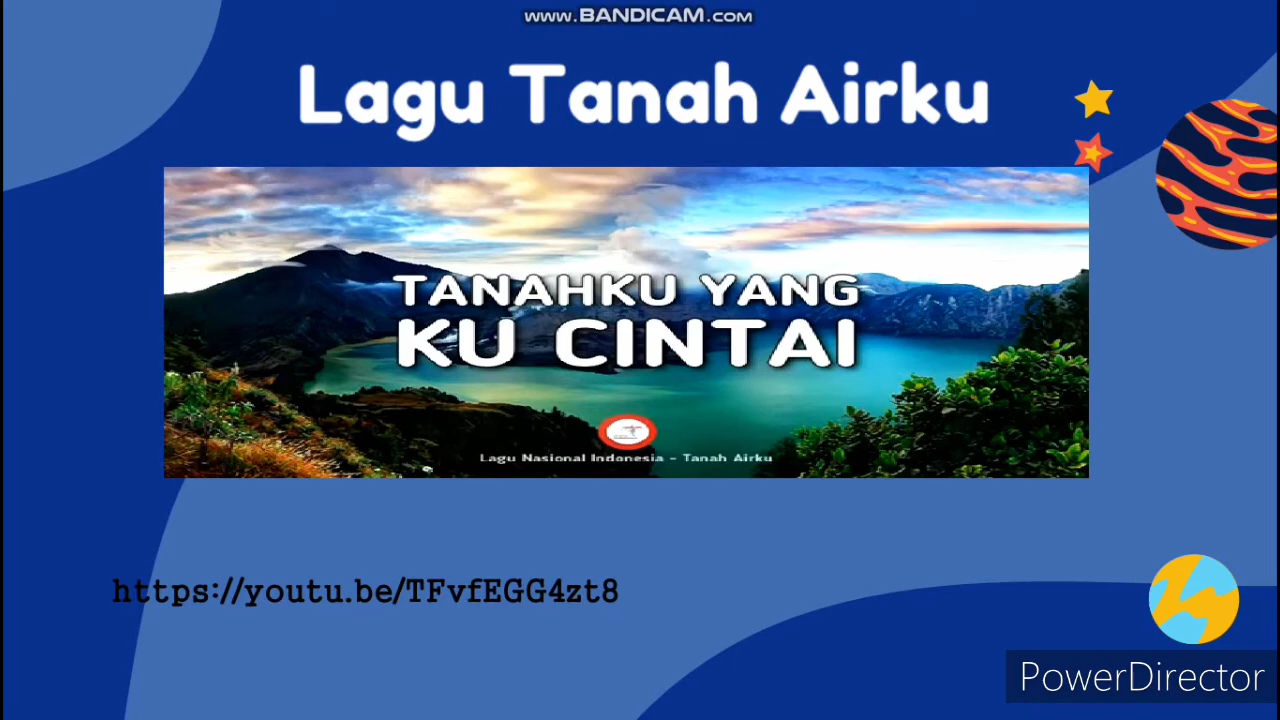 www.BANDICAM.com
Lagu Tanah Airku
TANAHKU YANG
KU CINTAI
Lagu Nasional Indonesia - Tanah Airku
https://youtu.be/TFvfEGG4zt8
PowerDirector